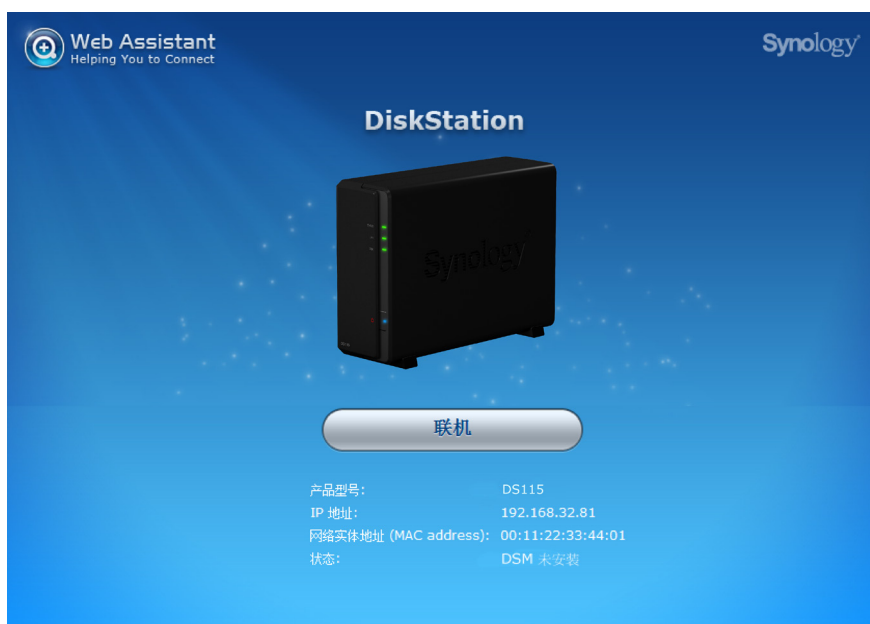 Web Assistant
Helping You to Connect
Synology
DiskStation
Synology
联机
产品型号: DS115
IP 地址: 192.168.32.81
网络实体地址 (MAC address): 00:11:22:33:44:01
状态: DSM 未安装